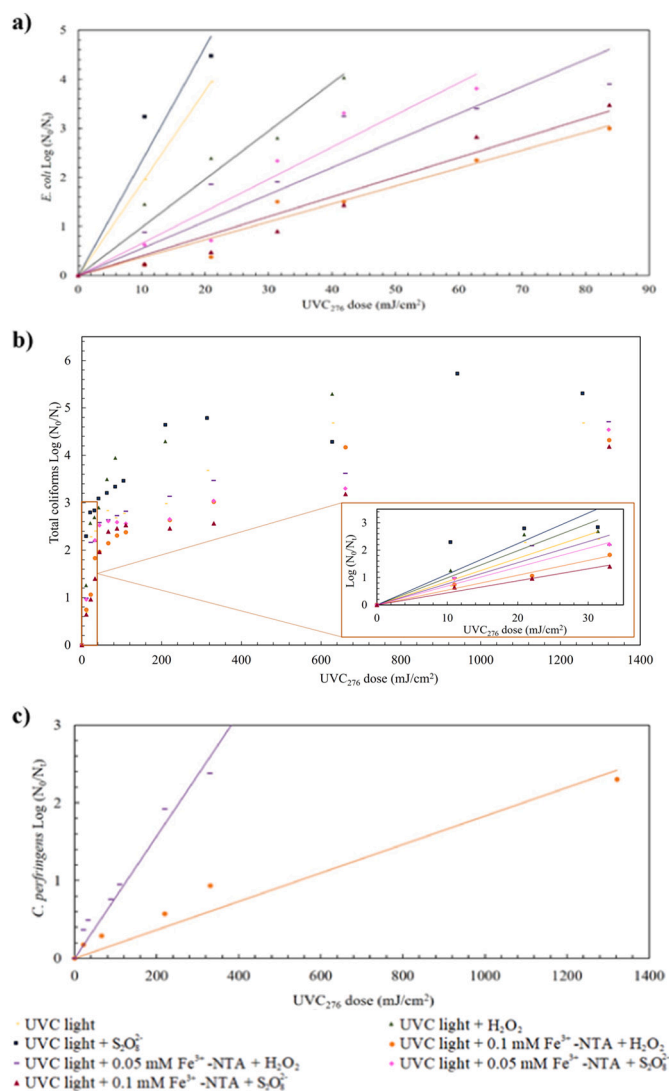 a)
E. coli Log (N₀/Nₜ)
5
4
3
2
1
0
0 10 20 30 40 50 60 70 80 90
UVC₂₇₆ dose (mJ/cm²)
b)
Total coliforms Log (N₀/Nₜ)
6
5
4
3
2
1
0
0 200 400 600 800 1000 1200 1400
UVC₂₇₆ dose (mJ/cm²)
Log (N₀/Nₜ)
3
2
1
0
0 10 20 30
UVC₂₇₆ dose (mJ/cm²)
c)
C. perfringens Log (N₀/Nₜ)
3
2
1
0
0 200 400 600 800 1000 1200 1400
UVC₂₇₆ dose (mJ/cm²)
UVC light
UVC light + H₂O₂
UVC light + S₂O₈²⁻
UVC light + 0.1 mM Fe³⁺ -NTA + H₂O₂
UVC light + 0.05 mM Fe³⁺ -NTA + H₂O₂
UVC light + 0.05 mM Fe³⁺ -NTA + S₂O₈²⁻
UVC light + 0.1 mM Fe³⁺ -NTA + S₂O₈²⁻